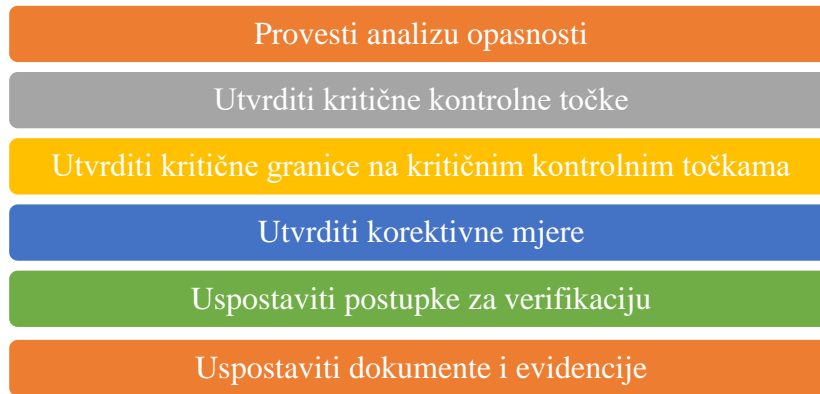 Provesti analizu opasnosti
Utvrditi kritične kontrolne točke
Utvrditi kritične granice na kritičnim kontrolnim točkama
Utvrditi korektivne mjere
Uspostaviti postupke za verifikaciju
Uspostaviti dokumente i evidencije